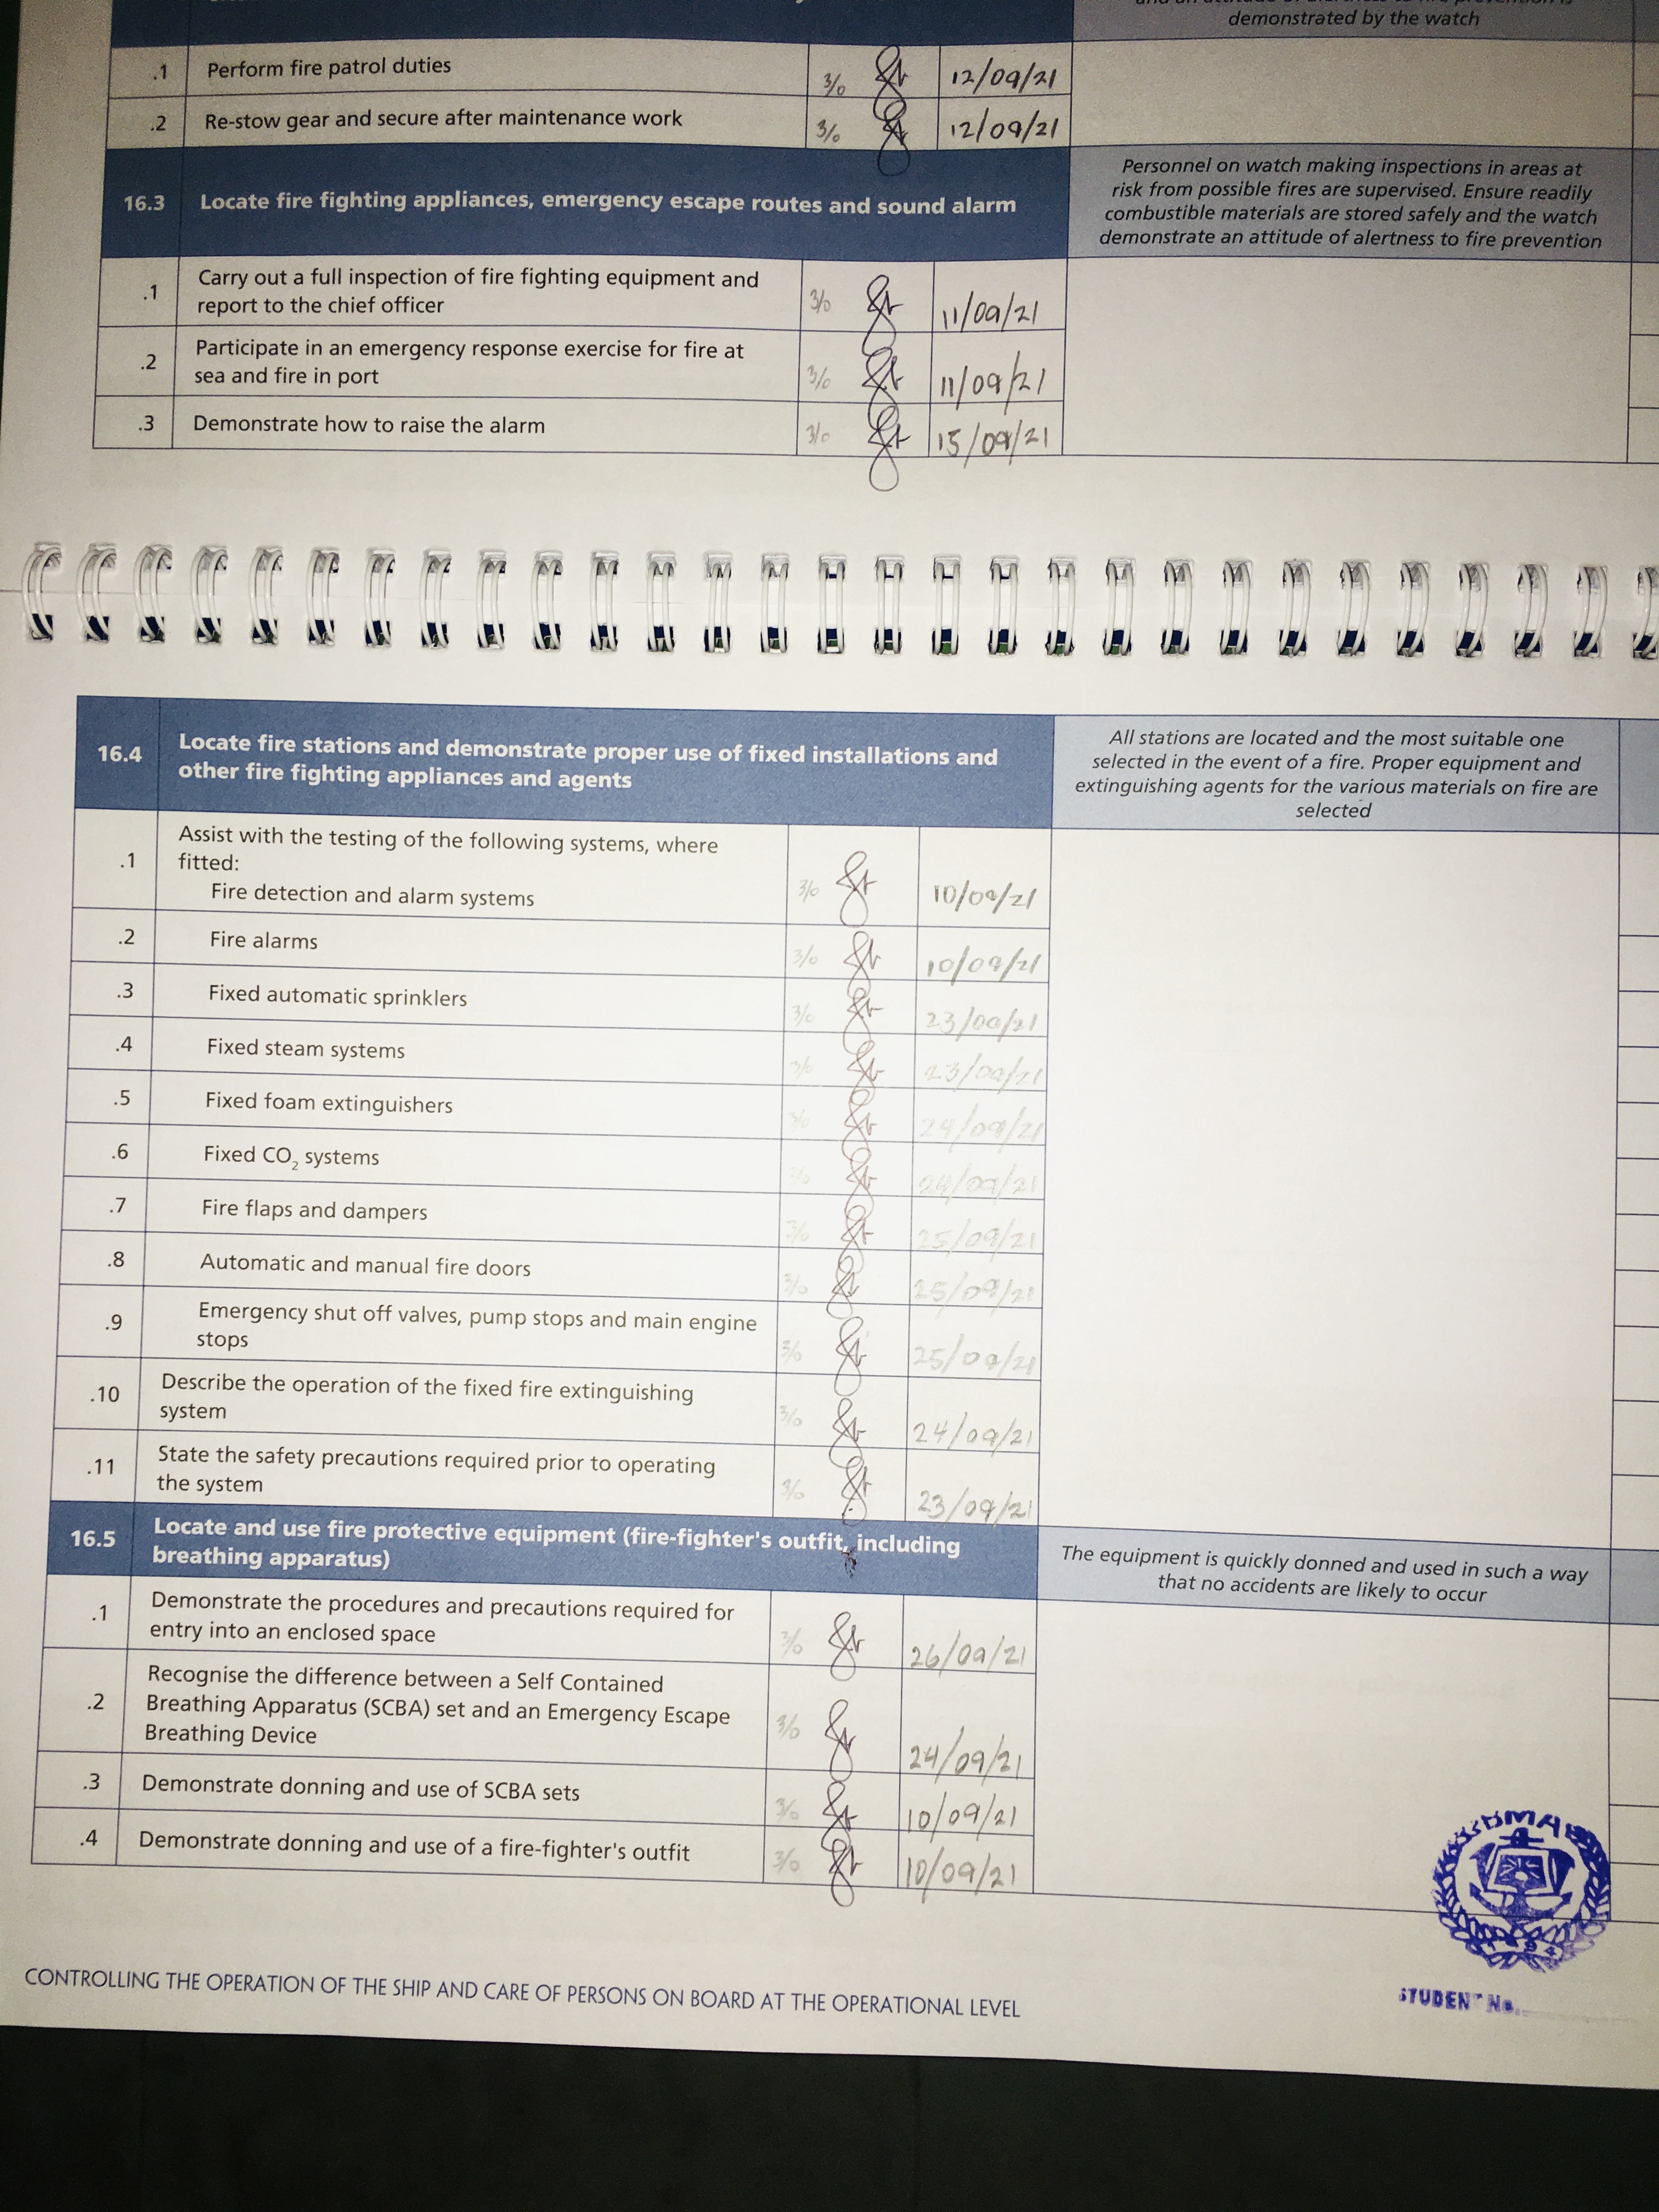 demonstrated by the watch
.1 Perform fire patrol duties 3/0 12/09/21
.2 Re-stow gear and secure after maintenance work 3/0 12/09/21
16.3 Locate fire fighting appliances, emergency escape routes and sound alarm
Personnel on watch making inspections in areas at
risk from possible fires are supervised. Ensure readily
combustible materials are stored safely and the watch
demonstrate an attitude of alertness to fire prevention
.1 Carry out a full inspection of fire fighting equipment and
report to the chief officer 3/0 11/09/21
.2 Participate in an emergency response exercise for fire at
sea and fire in port 3/0 11/09/21
.3 Demonstrate how to raise the alarm 3/0 15/09/21
16.4 Locate fire stations and demonstrate proper use of fixed installations and
other fire fighting appliances and agents
All stations are located and the most suitable one
selected in the event of a fire. Proper equipment and
extinguishing agents for the various materials on fire are
selected
.1 Assist with the testing of the following systems, where
fitted:
Fire detection and alarm systems 3/0 10/09/21
.2 Fire alarms 3/0 10/09/21
.3 Fixed automatic sprinklers 3/0 23/09/21
.4 Fixed steam systems 3/0 23/09/21
.5 Fixed foam extinguishers 3/0 24/09/21
.6 Fixed CO₂ systems 3/0 24/09/21
.7 Fire flaps and dampers 3/0 25/09/21
.8 Automatic and manual fire doors 3/0 25/09/21
.9 Emergency shut off valves, pump stops and main engine
stops 3/0 25/09/21
.10 Describe the operation of the fixed fire extinguishing
system 3/0 24/09/21
.11 State the safety precautions required prior to operating
the system 3/0 23/09/21
16.5 Locate and use fire protective equipment (fire-fighter's outfit, including
breathing apparatus)
The equipment is quickly donned and used in such a way
that no accidents are likely to occur
.1 Demonstrate the procedures and precautions required for
entry into an enclosed space 3/0 26/09/21
.2 Recognise the difference between a Self Contained
Breathing Apparatus (SCBA) set and an Emergency Escape
Breathing Device 3/0 24/09/21
.3 Demonstrate donning and use of SCBA sets 3/0 10/09/21
.4 Demonstrate donning and use of a fire-fighter's outfit 3/0 10/09/21
CONTROLLING THE OPERATION OF THE SHIP AND CARE OF PERSONS ON BOARD AT THE OPERATIONAL LEVEL
STUDENT No.